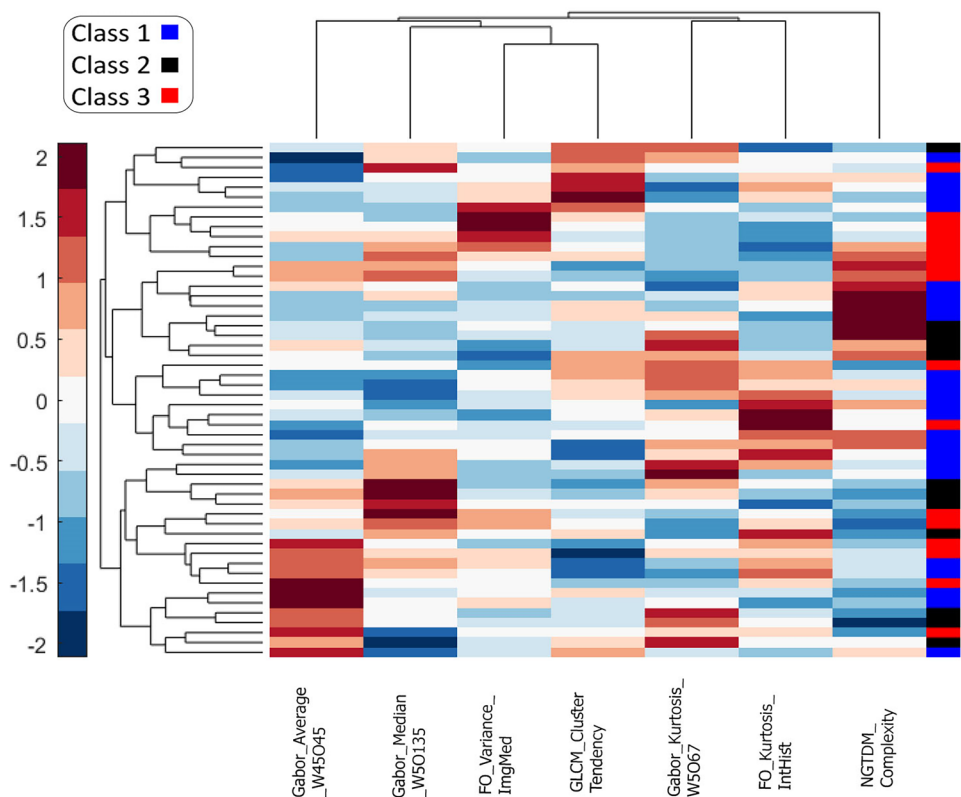 Class 1
Class 2
Class 3
2
1.5
1
0.5
0
-0.5
-1
-1.5
-2
Gabor_Average
_W45O45
Gabor_Median
_W5O135
FO_Variance_
ImgMed
GLCM_Cluster
Tendency
Gabor_Kurtosis_
W5O67
FO_Kurtosis_
IntHist
NGTDM_
Complexity